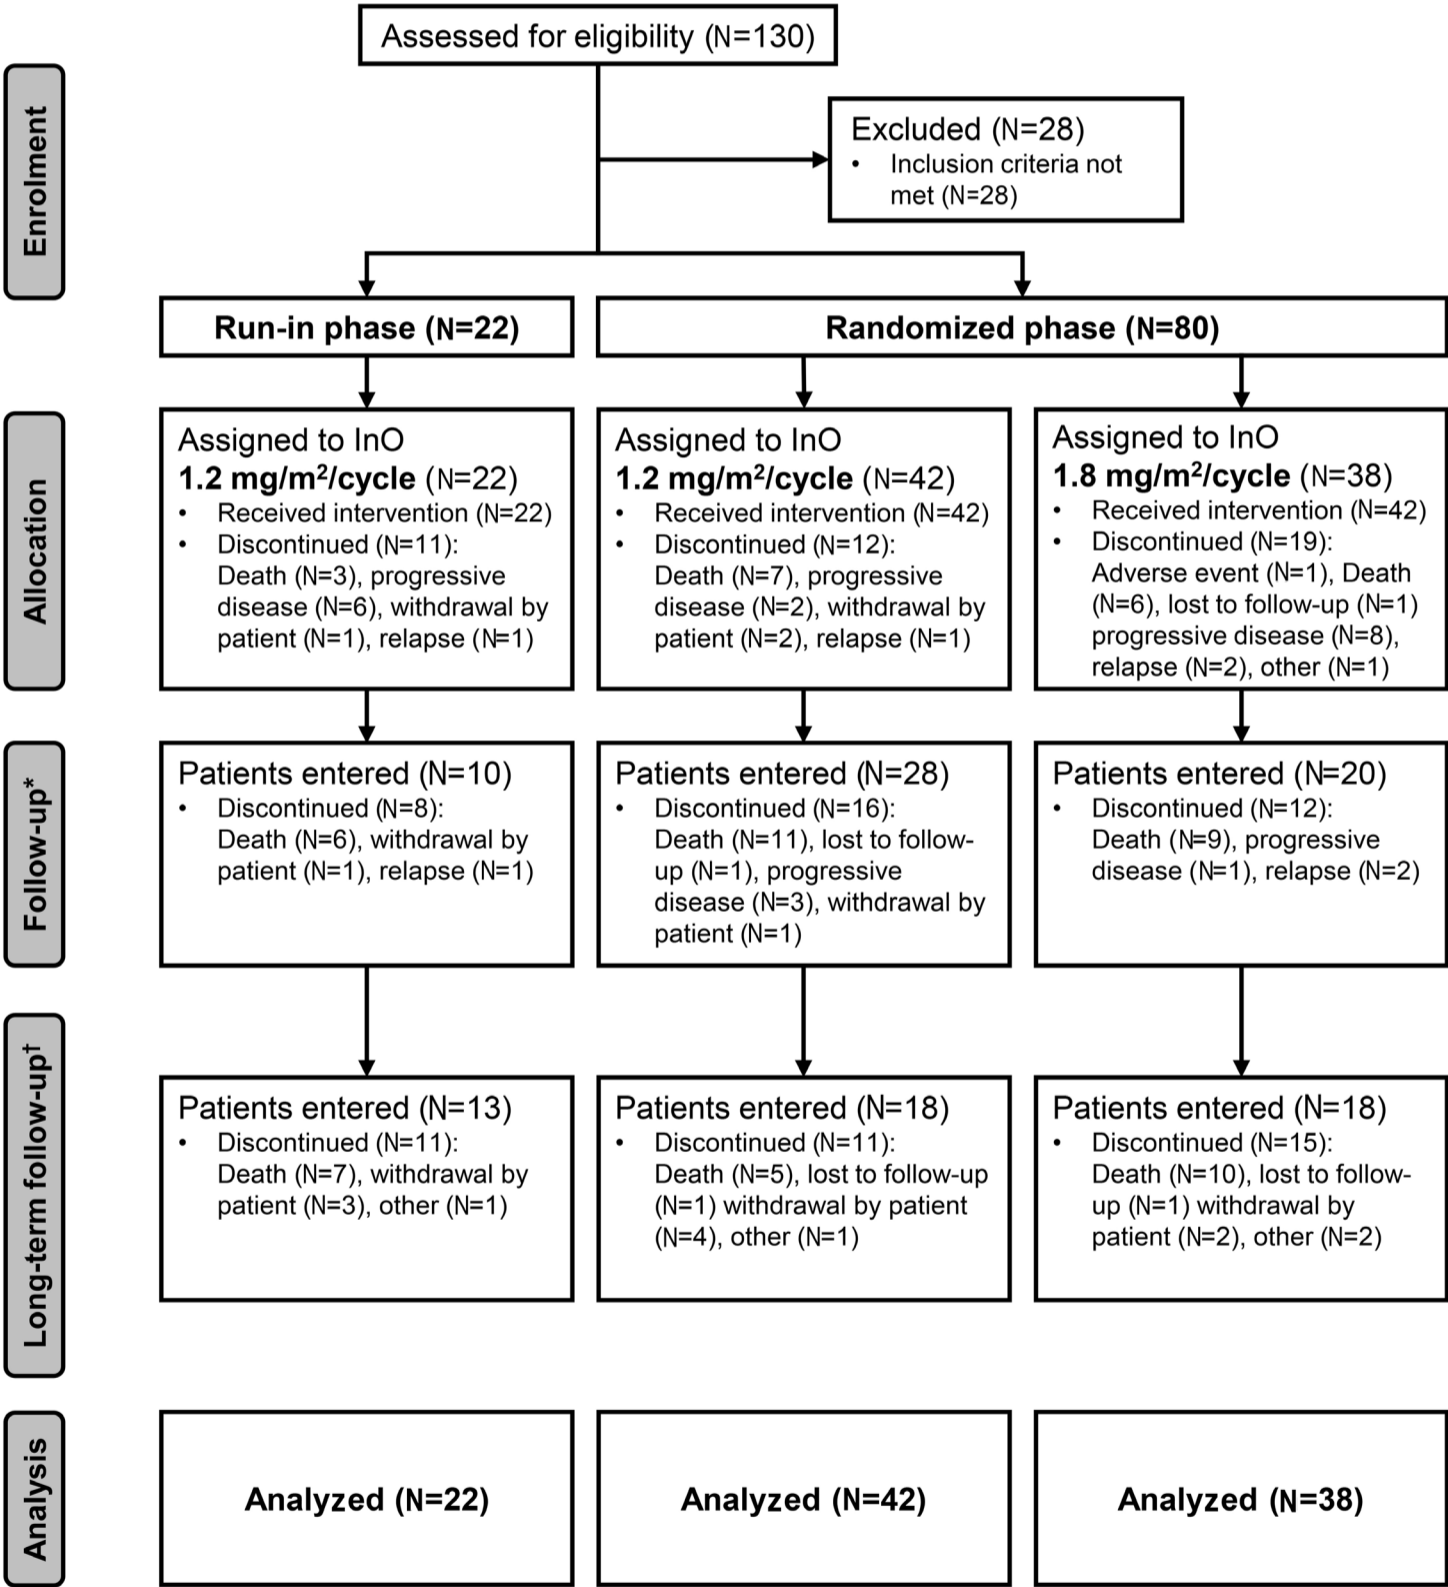 Assessed for eligibility (N=130)
Enrolment
Excluded (N=28)
• Inclusion criteria not
met (N=28)
Run-in phase (N=22)
Randomized phase (N=80)
Allocation
Assigned to InO
1.2 mg/m²/cycle (N=22)
• Received intervention (N=22)
• Discontinued (N=11):
Death (N=3), progressive
disease (N=6), withdrawal by
patient (N=1), relapse (N=1)
Assigned to InO
1.2 mg/m²/cycle (N=42)
• Received intervention (N=42)
• Discontinued (N=12):
Death (N=7), progressive
disease (N=2), withdrawal by
patient (N=2), relapse (N=1)
Assigned to InO
1.8 mg/m²/cycle (N=38)
• Received intervention (N=42)
• Discontinued (N=19):
Adverse event (N=1), Death
(N=6), lost to follow-up (N=1)
progressive disease (N=8),
relapse (N=2), other (N=1)
Follow-up*
Patients entered (N=10)
• Discontinued (N=8):
Death (N=6), withdrawal by
patient (N=1), relapse (N=1)
Patients entered (N=28)
• Discontinued (N=16):
Death (N=11), lost to follow-
up (N=1), progressive
disease (N=3), withdrawal by
patient (N=1)
Patients entered (N=20)
• Discontinued (N=12):
Death (N=9), progressive
disease (N=1), relapse (N=2)
Long-term follow-up†
Patients entered (N=13)
• Discontinued (N=11):
Death (N=7), withdrawal by
patient (N=3), other (N=1)
Patients entered (N=18)
• Discontinued (N=11):
Death (N=5), lost to follow-up
(N=1) withdrawal by patient
(N=4), other (N=1)
Patients entered (N=18)
• Discontinued (N=15):
Death (N=10), lost to follow-
up (N=1) withdrawal by
patient (N=2), other (N=2)
Analysis
Analyzed (N=22)
Analyzed (N=42)
Analyzed (N=38)